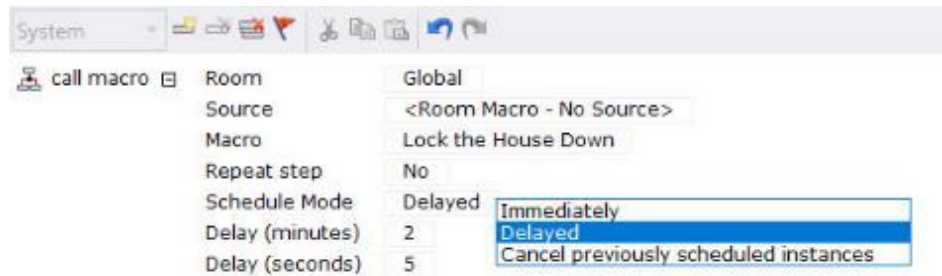 System
call macro Room Global
Source <Room Macro - No Source>
Macro Lock the House Down
Repeat step No
Schedule Mode Delayed
Immediately
Delay (minutes) 2 Delayed
Delay (seconds) 5 Cancel previously scheduled instances